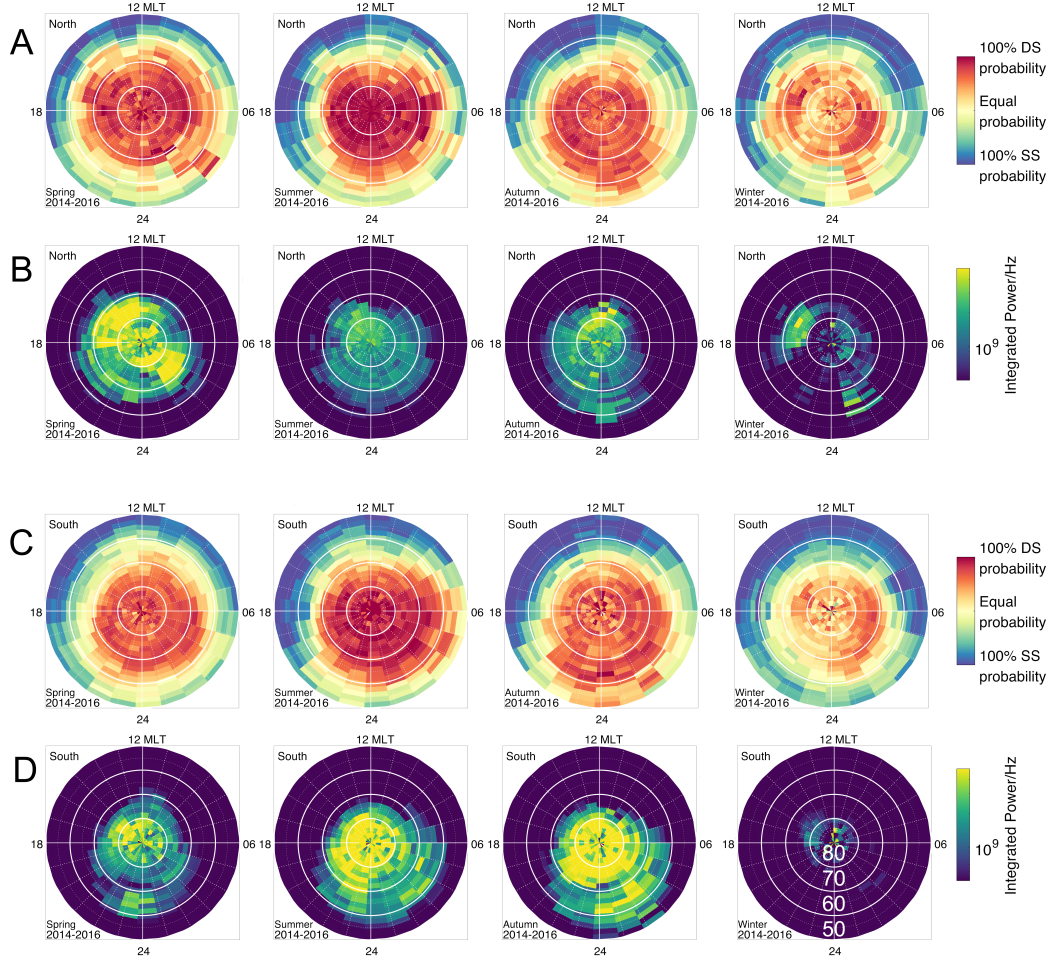 A
12 MLT
12 MLT
12 MLT
12 MLT
North
North
North
North
18
06
18
06
18
06
18
06
Spring
2014-2016
Summer
2014-2016
Autumn
2014-2016
Winter
2014-2016
24
24
24
24
100% DS
probability
Equal
probability
100% SS
probability
B
12 MLT
12 MLT
12 MLT
12 MLT
North
North
North
North
18
06
18
06
18
06
18
06
Spring
2014-2016
Summer
2014-2016
Autumn
2014-2016
Winter
2014-2016
24
24
24
24
10^9
Integrated Power/Hz
C
12 MLT
12 MLT
12 MLT
12 MLT
South
South
South
South
18
06
18
06
18
06
18
06
Spring
2014-2016
Summer
2014-2016
Autumn
2014-2016
Winter
2014-2016
24
24
24
24
100% DS
probability
Equal
probability
100% SS
probability
D
12 MLT
12 MLT
12 MLT
12 MLT
South
South
South
South
18
06
18
06
18
06
18
06
80
70
60
50
Spring
2014-2016
Summer
2014-2016
Autumn
2014-2016
Winter
2014-2016
24
24
24
24
10^9
Integrated Power/Hz